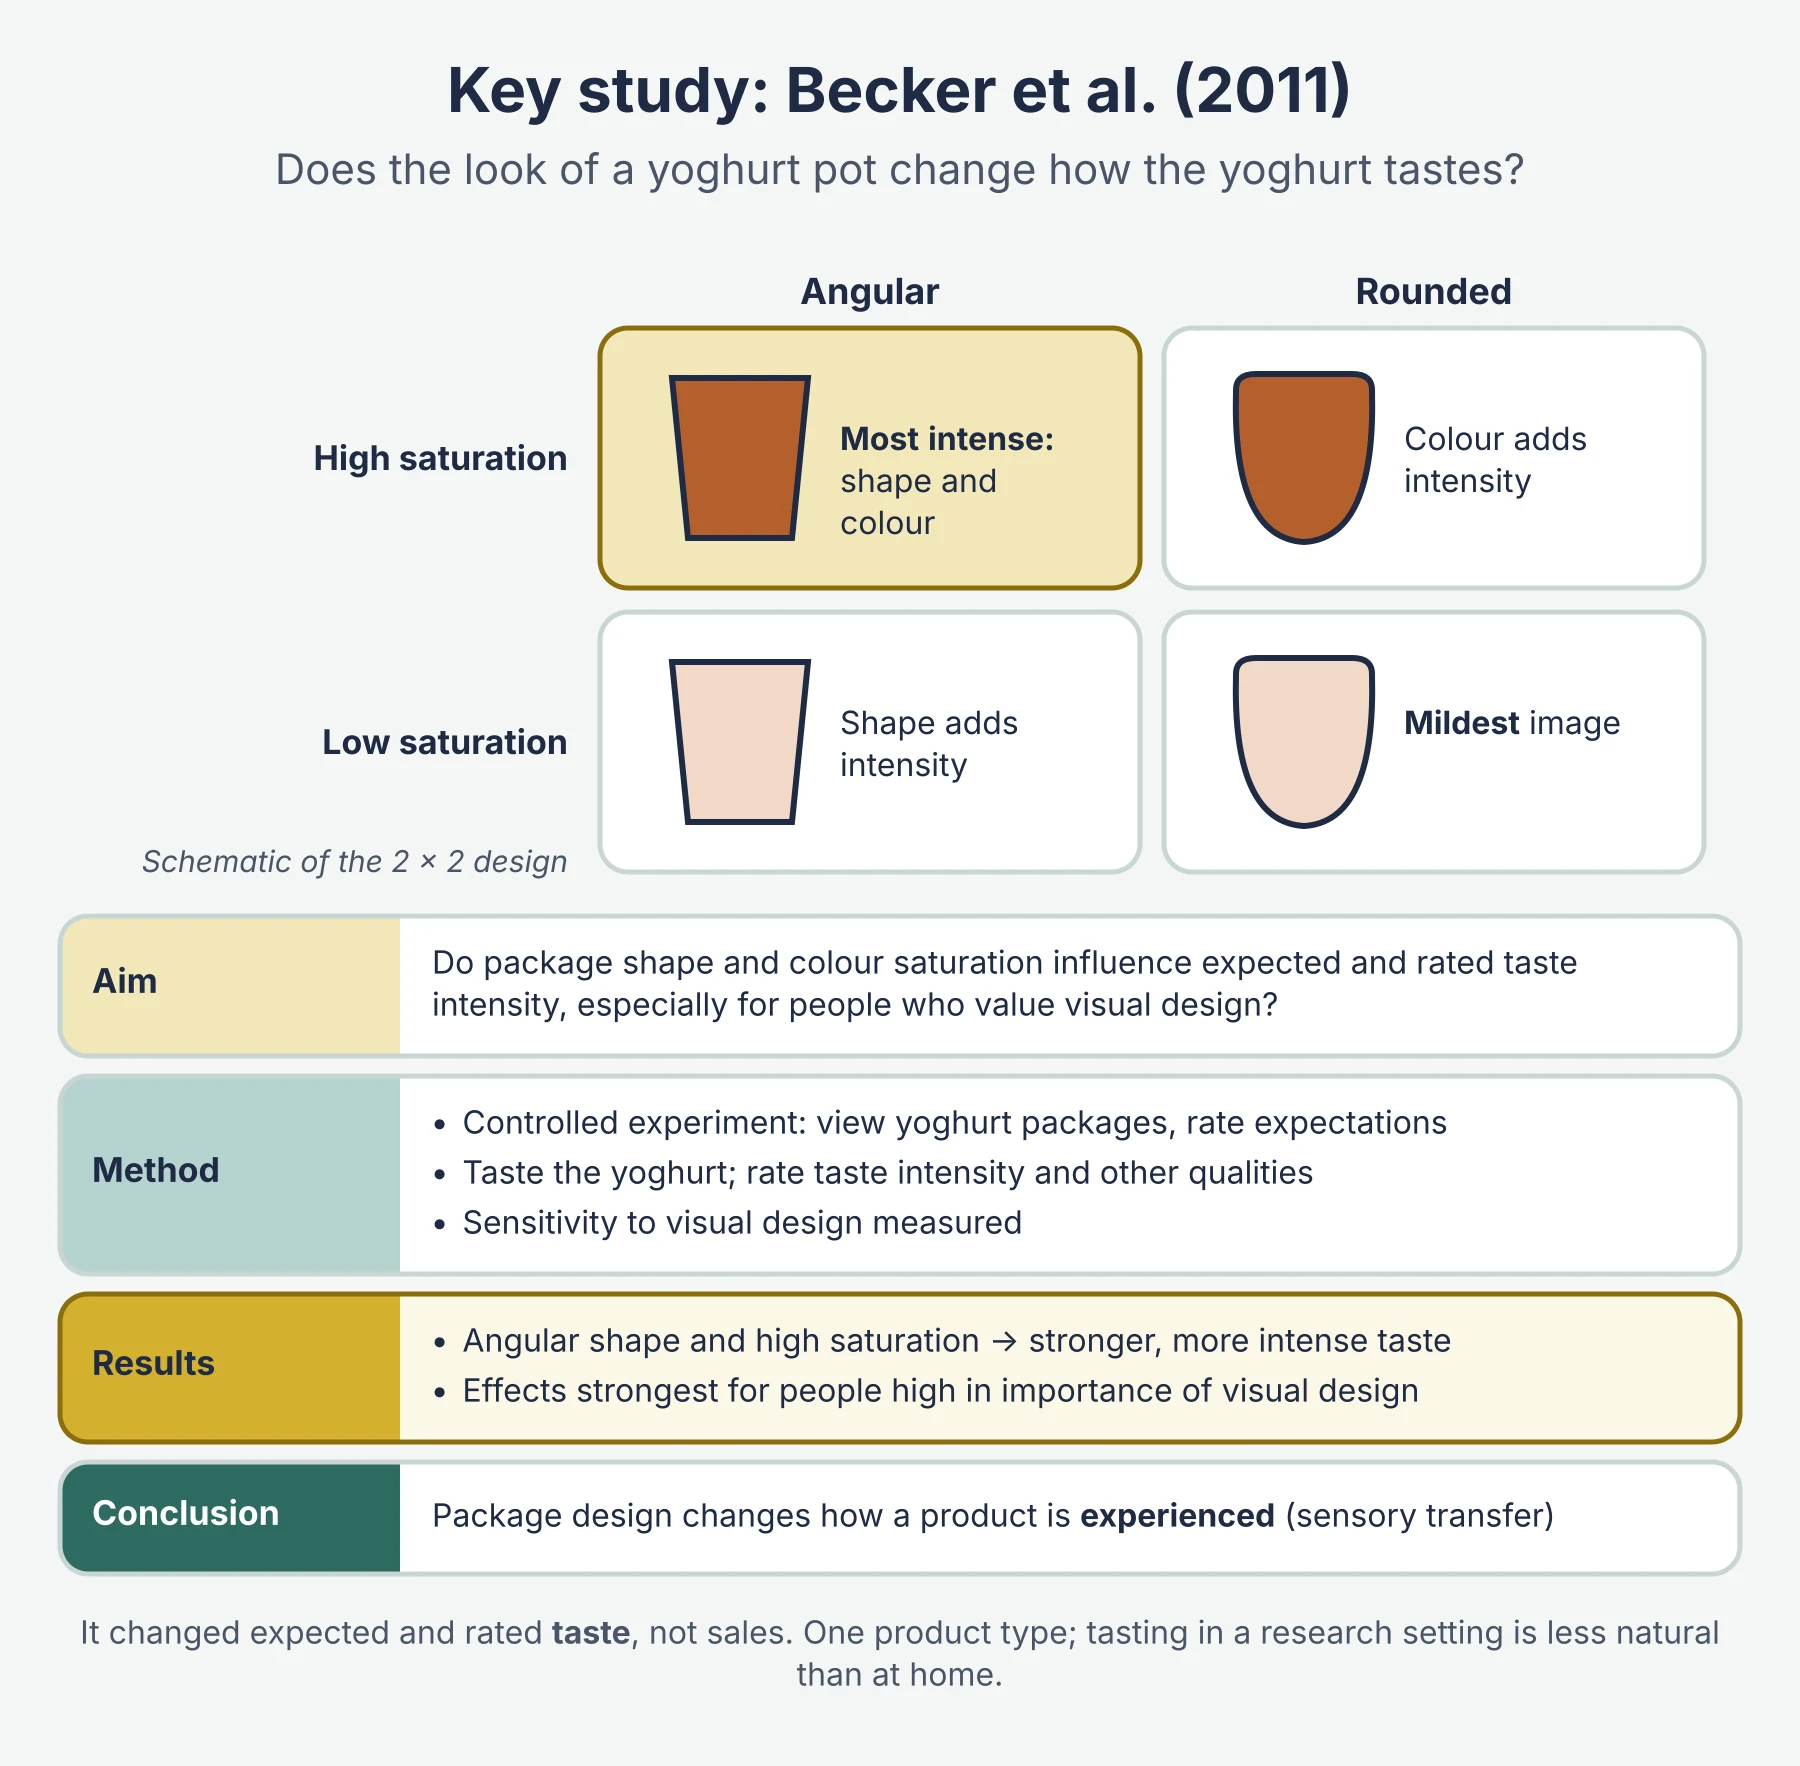 Key study: Becker et al. (2011)
Does the look of a yoghurt pot change how the yoghurt tastes?
Angular
Rounded
High saturation
Most intense:
shape and
colour
Colour adds
intensity
Low saturation
Shape adds
intensity
Mildest image
Schematic of the 2 × 2 design
Aim
Do package shape and colour saturation influence expected and rated taste
intensity, especially for people who value visual design?
Method
• Controlled experiment: view yoghurt packages, rate expectations
• Taste the yoghurt; rate taste intensity and other qualities
• Sensitivity to visual design measured
Results
• Angular shape and high saturation → stronger, more intense taste
• Effects strongest for people high in importance of visual design
Conclusion
Package design changes how a product is experienced (sensory transfer)
It changed expected and rated taste, not sales. One product type; tasting in a research setting is less natural
than at home.